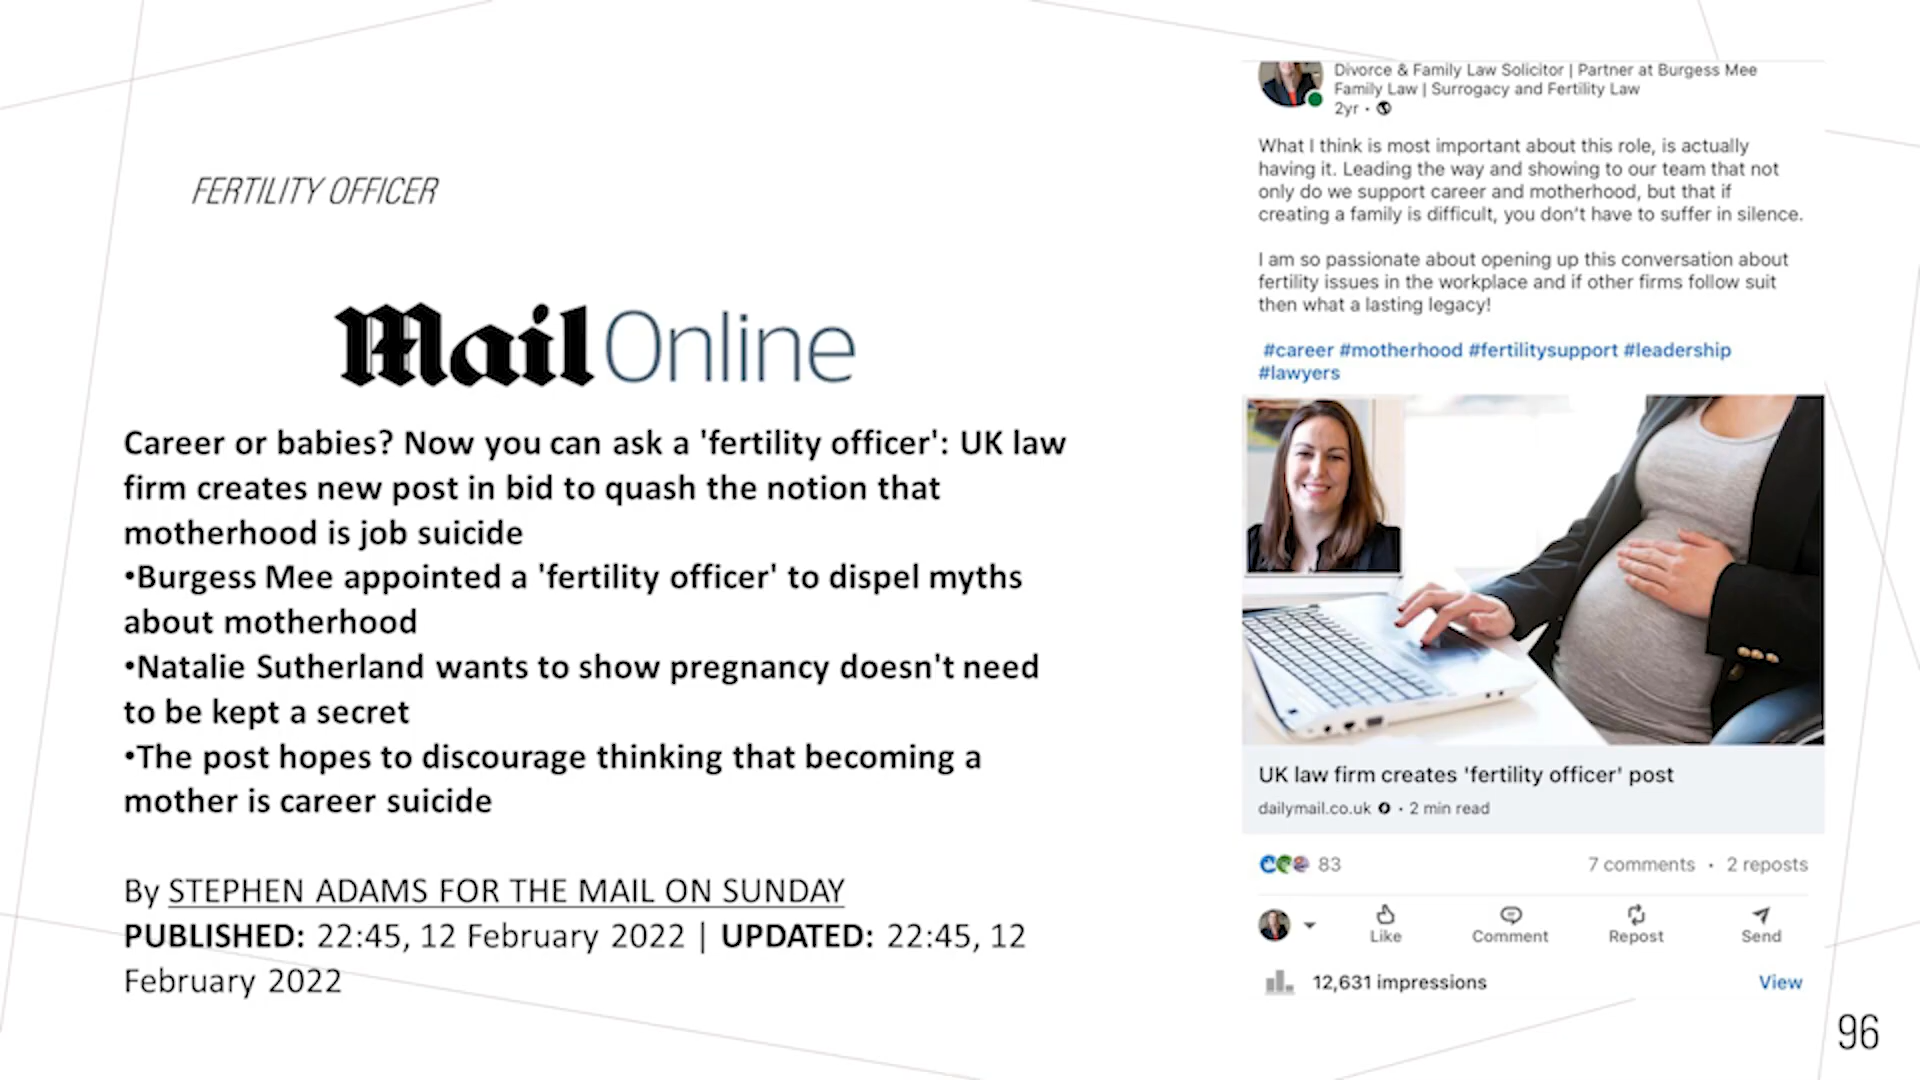 FERTILITY OFFICER
Mail Online
Career or babies? Now you can ask a 'fertility officer': UK law
firm creates new post in bid to quash the notion that
motherhood is job suicide
•Burgess Mee appointed a 'fertility officer' to dispel myths
about motherhood
•Natalie Sutherland wants to show pregnancy doesn't need
to be kept a secret
•The post hopes to discourage thinking that becoming a
mother is career suicide
By STEPHEN ADAMS FOR THE MAIL ON SUNDAY
PUBLISHED: 22:45, 12 February 2022 | UPDATED: 22:45, 12
February 2022
Divorce & Family Law Solicitor | Partner at Burgess Mee
Family Law | Surrogacy and Fertility Law
2yr •
What I think is most important about this role, is actually
having it. Leading the way and showing to our team that not
only do we support career and motherhood, but that if
creating a family is difficult, you don't have to suffer in silence.
I am so passionate about opening up this conversation about
fertility issues in the workplace and if other firms follow suit
then what a lasting legacy!
#career #motherhood #fertilitysupport #leadership
#lawyers
UK law firm creates 'fertility officer' post
dailymail.co.uk • 2 min read
83
7 comments • 2 reposts
Like Comment Repost Send
12,631 impressions View
96